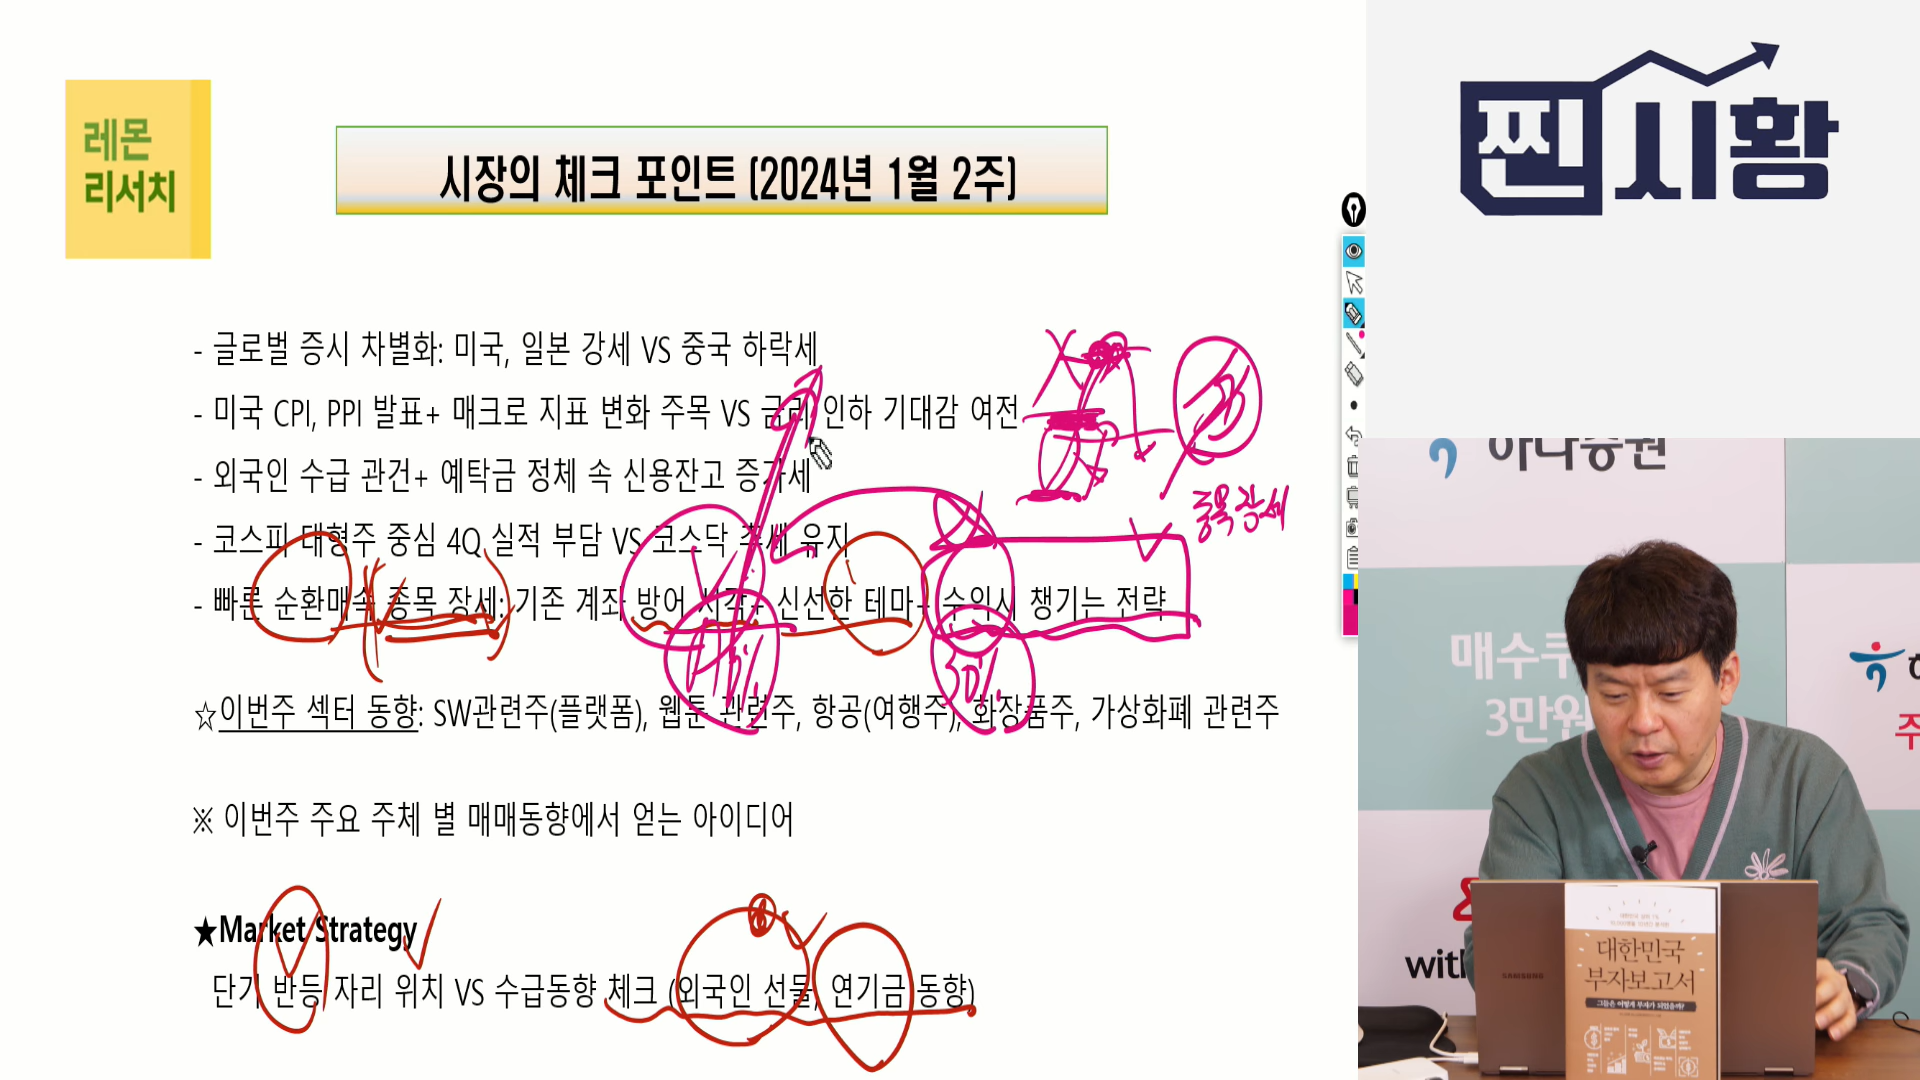 레몬
리서치
시장의 체크 포인트 (2024년 1월 2주)
- 글로벌 증시 차별화: 미국, 일본 강세 VS 중국 하락세
- 미국 CPI, PPI 발표+ 매크로 지표 변화 주목 VS 금리 인하 기대감 여전
- 외국인 수급 관건+ 예탁금 정체 속 신용잔고 증가세
- 코스피 대형주 중심 4Q 실적 부담 VS 코스닥 추세 유지
- 빠른 순환매속 종목 장세: 기존 계좌 방어 시각+ 신선한 테마+ 수익시 챙기는 전략
종목장세
30%
☆이번주 섹터 동향: SW관련주(플랫폼), 웹툰 관련주, 항공(여행주), 화장품주, 가상화폐 관련주
※ 이번주 주요 주체 별 매매동향에서 얻는 아이디어
★Market Strategy
단기 반등 자리 위치 VS 수급동향 체크 (외국인 선물, 연기금 동향)
찐시황
하나증권
매수쿠
3만원
주
with
SAMSUNG
대한민국
부자보고서